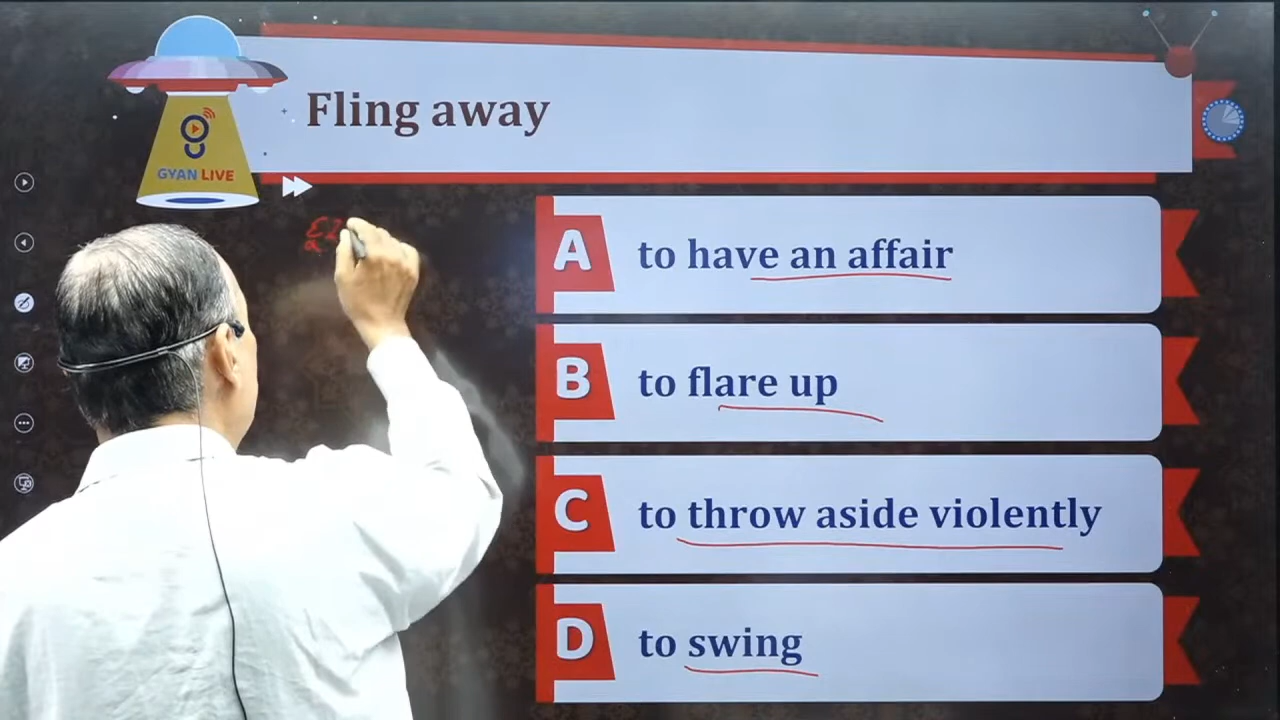 Fling away
GYAN LIVE
A to have an affair
B to flare up
C to throw aside violently
D to swing